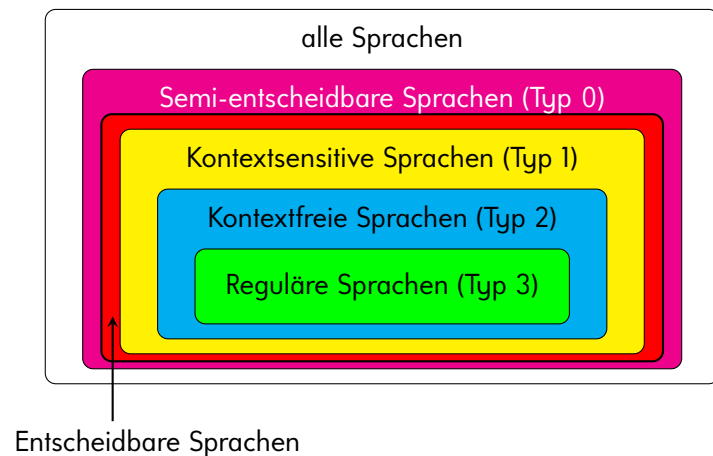 alle Sprachen
Semi-entscheidbare Sprachen (Typ 0)
Kontextsensitive Sprachen (Typ 1)
Kontextfreie Sprachen (Typ 2)
Reguläre Sprachen (Typ 3)
Entscheidbare Sprachen